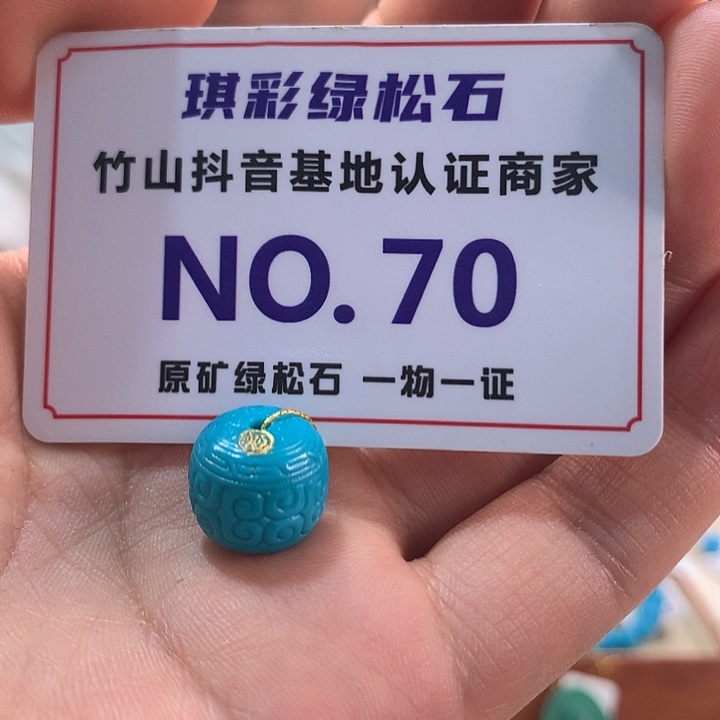 琪彩绿松石
竹山抖音基地认证商家
NO.70
原矿绿松石 一物一证